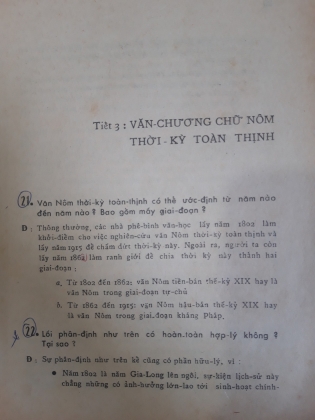 Tiết 3 : VĂN-CHƯƠNG CHỮ NÔM
THỜI-KỲ TOÀN THỊNH
21. Văn Nôm thời-kỳ toàn-thịnh có thể ước-định từ năm nào
đến năm nào ? Bao gồm mấy giai-đoạn ?
Đ : Thông thường, các nhà phê-bình văn-học lấy năm 1802 làm
khởi-điểm cho việc nghiên-cứu văn Nôm thời-kỳ toàn-thịnh và
lấy năm 1925 để chấm dứt thời kỳ này. Ngoài ra, người ta còn
lấy năm 1862 làm ranh giới để chia thời kỳ này thành hai
giai-đoạn ;
a. Từ 1802 đến 1862: văn Nôm tiền-bán thế-kỷ XIX hay là
văn Nôm trong giai-đoạn tự-chủ
b. Từ 1862 đến 1925: văn Nôm hậu-bán thế-kỷ XIX hay
là văn Nôm trong giai-đoạn kháng Pháp,
22. Lối phân-định như trên có hoàn-toàn hợp-lý không ?
Tại sao ?
Đ : Sự phân-định như trên kể cũng có phần hữu-lý, vì :
• Năm 1802 là năm Gia-Long lên ngôi, sự-kiện lịch-sử này
chẳng những có ảnh-hưởng lớn-lao tới sinh-hoạt chính-